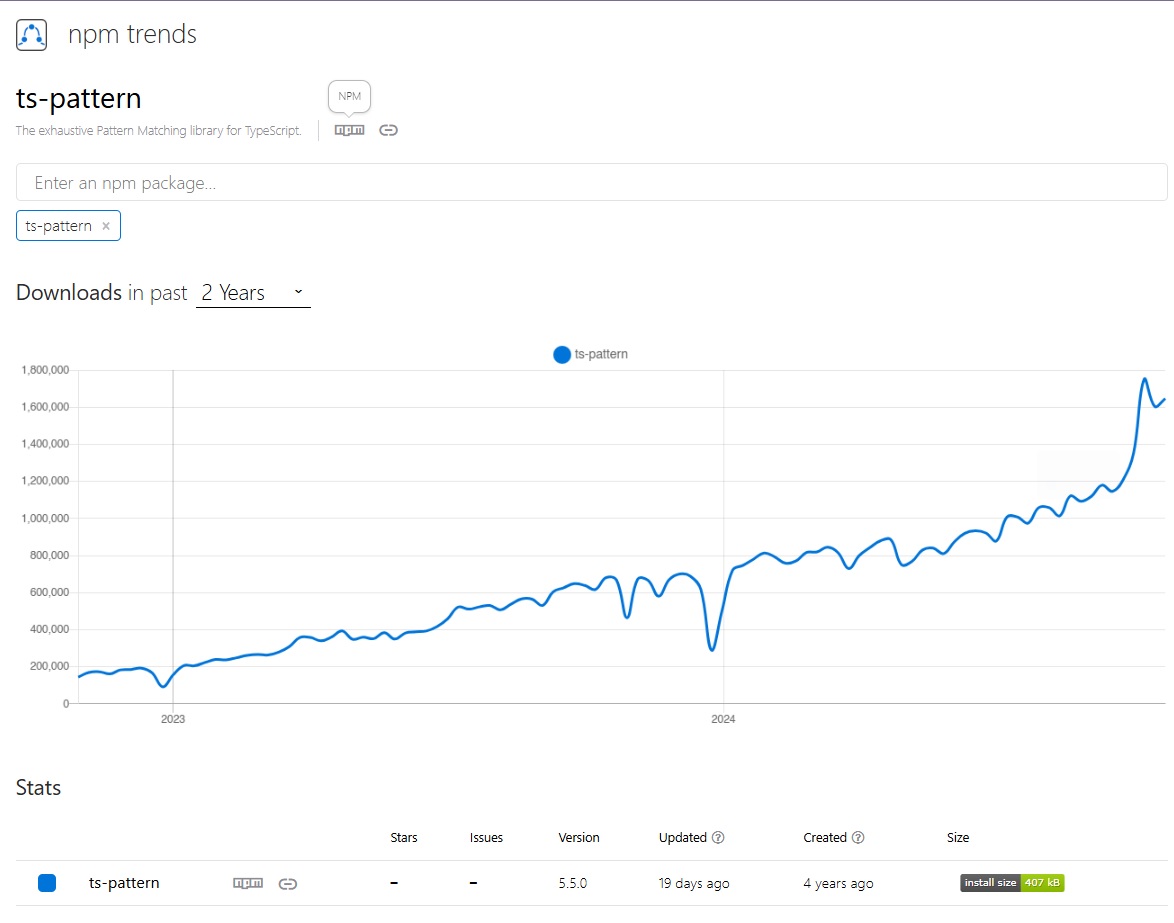 npm trends
ts-pattern
NPM
The exhaustive Pattern Matching library for TypeScript.
Enter an npm package...
ts-pattern ×
Downloads in past 2 Years
ts-pattern
1,800,000
1,600,000
1,400,000
1,200,000
1,000,000
800,000
600,000
400,000
200,000
0
2023 2024
Stats
Stars Issues Version Updated ? Created ? Size
ts-pattern npm – – 5.5.0 19 days ago 4 years ago install size 407 kB